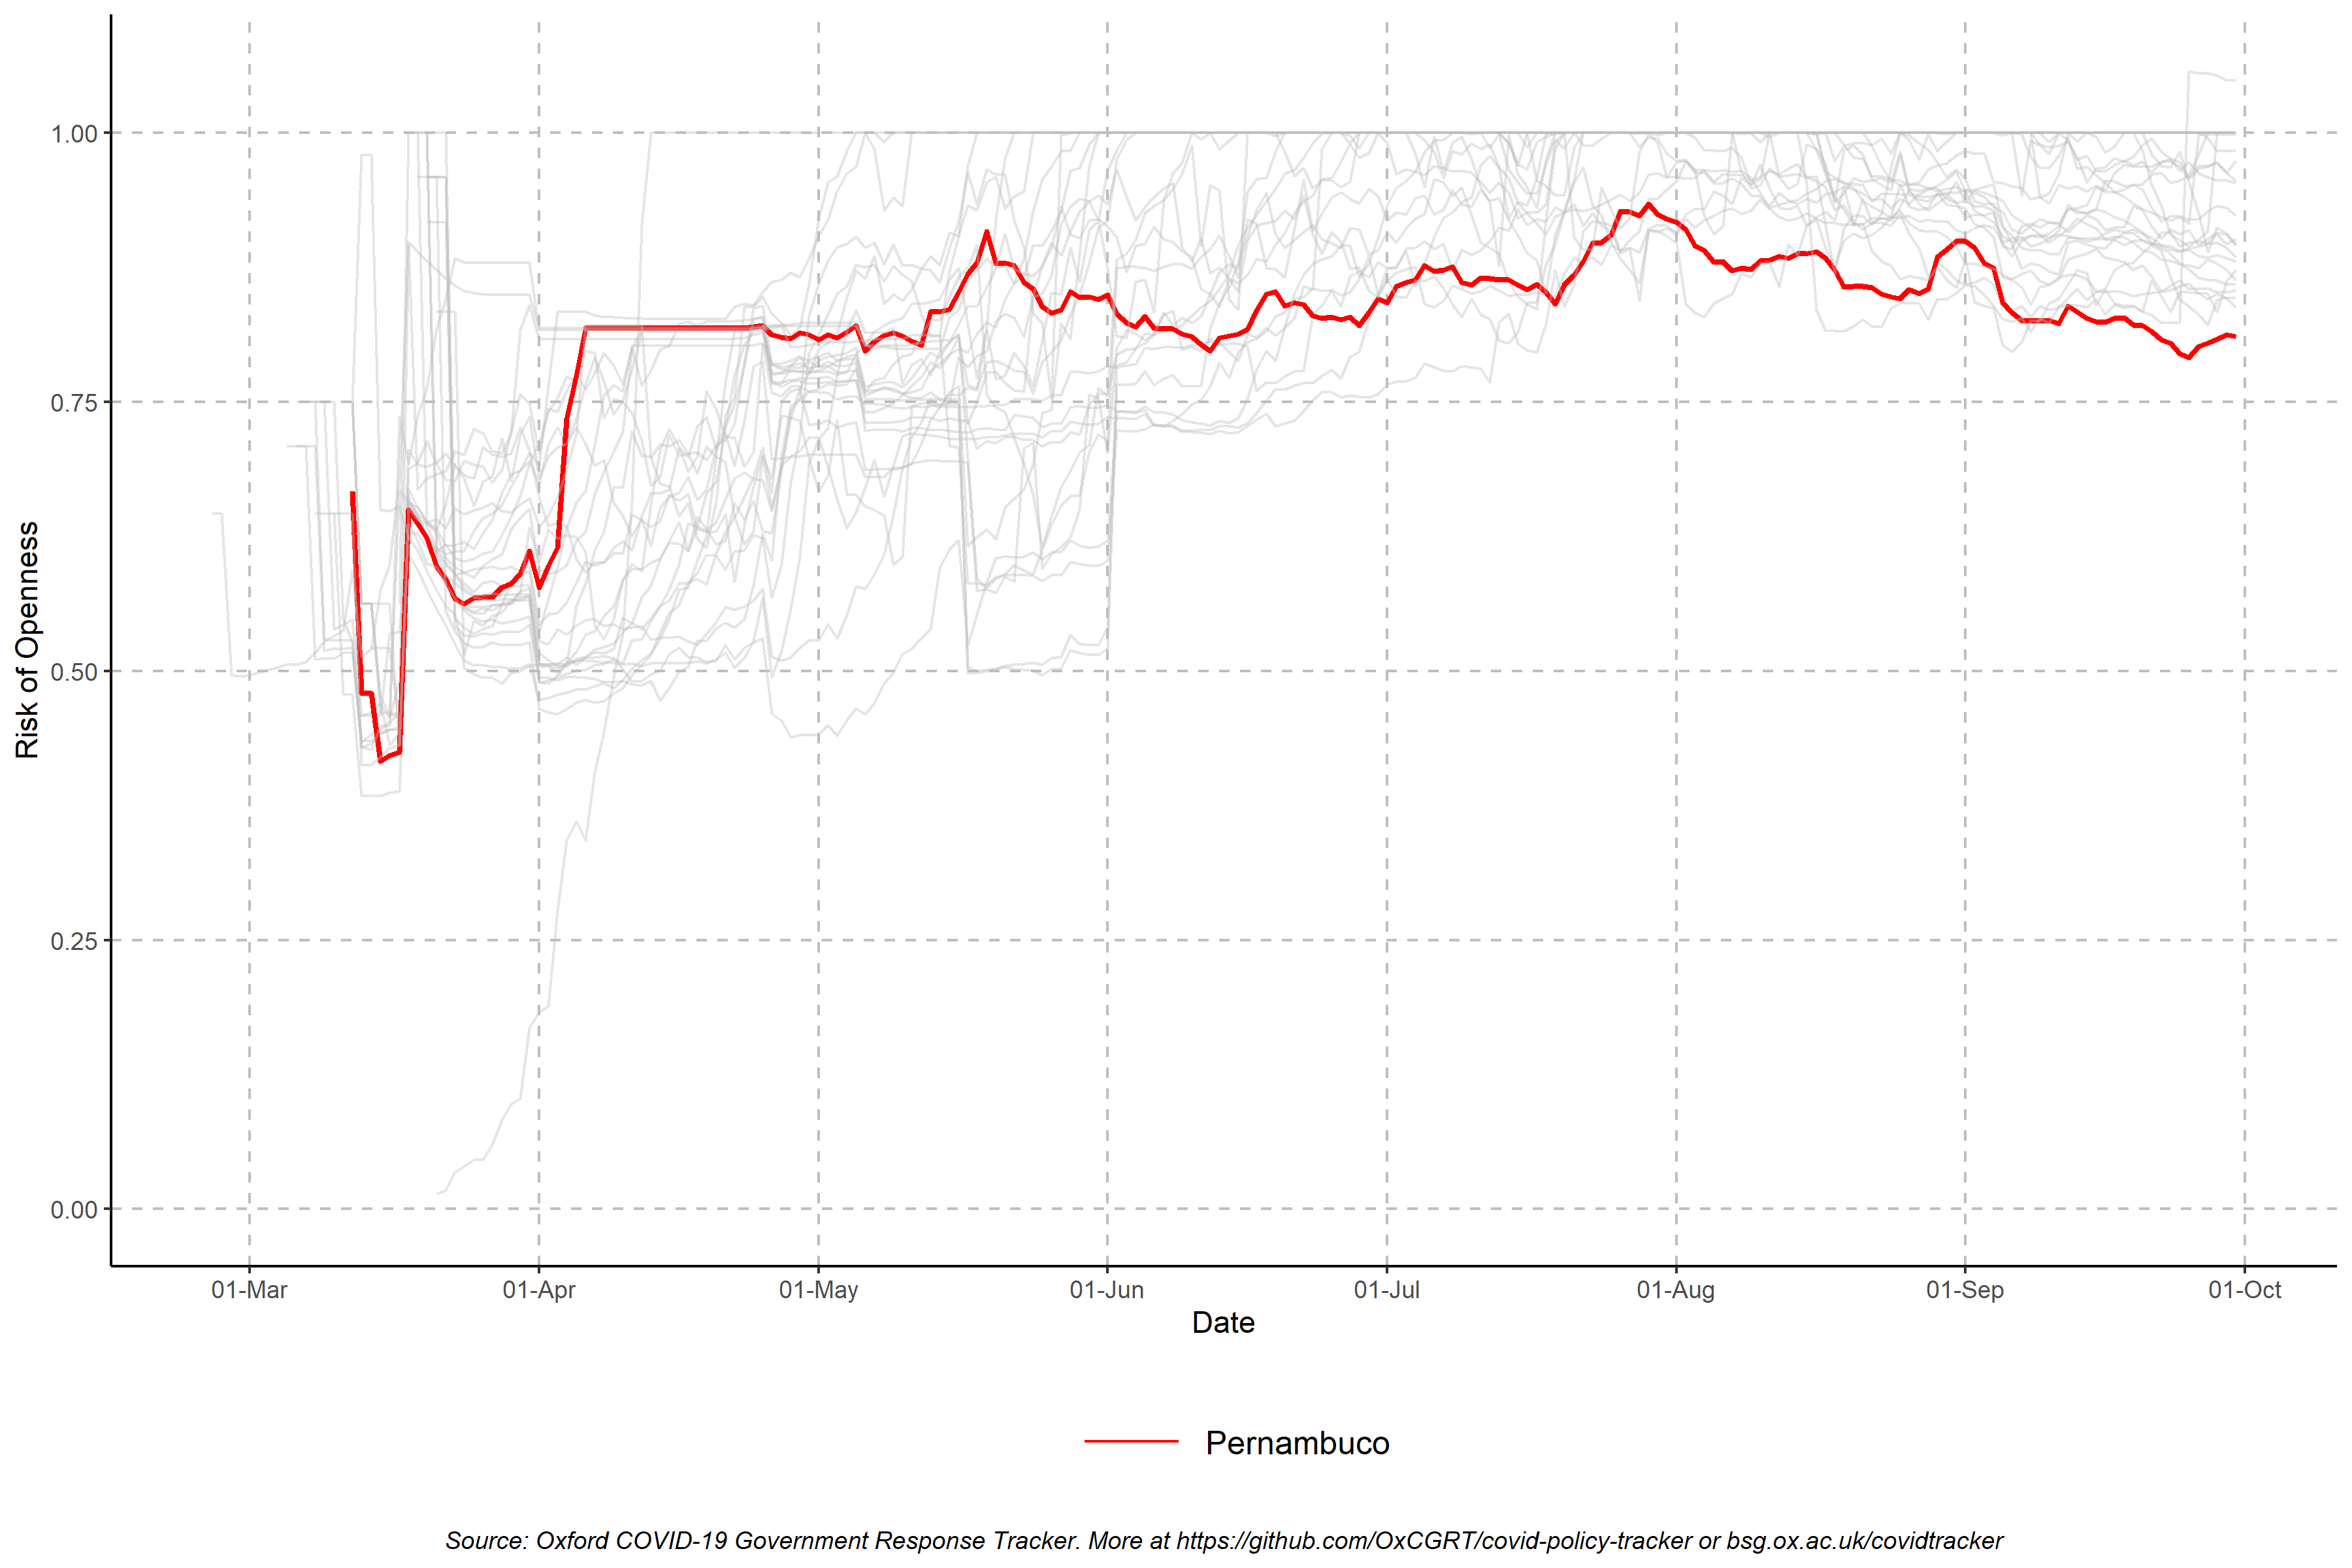 1.00
0.75
0.50
0.25
0.00
Risk of Openness
01-Mar 01-Apr 01-May 01-Jun 01-Jul 01-Aug 01-Sep 01-Oct
Date
Pernambuco
Source: Oxford COVID-19 Government Response Tracker. More at https://github.com/OxCGRT/covid-policy-tracker or bsg.ox.ac.uk/covidtracker